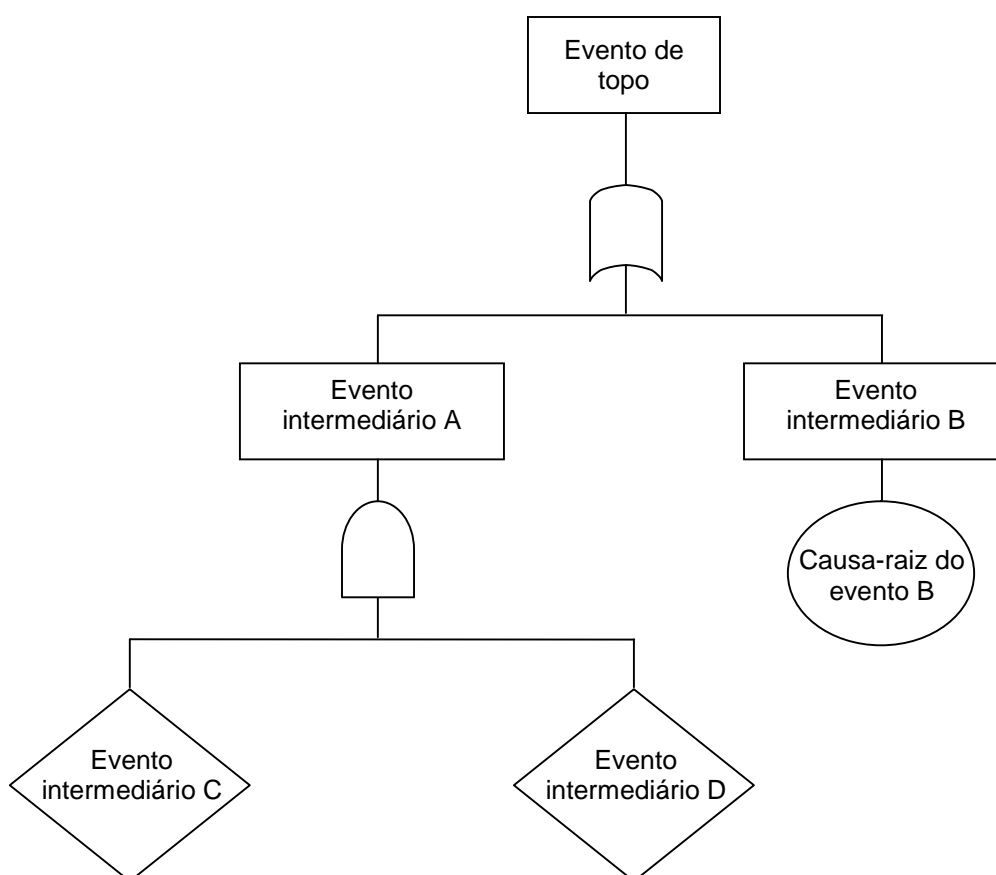 Evento de
topo
Evento
intermediário A
Evento
intermediário B
Causa-raiz do
evento B
Evento
intermediário C
Evento
intermediário D